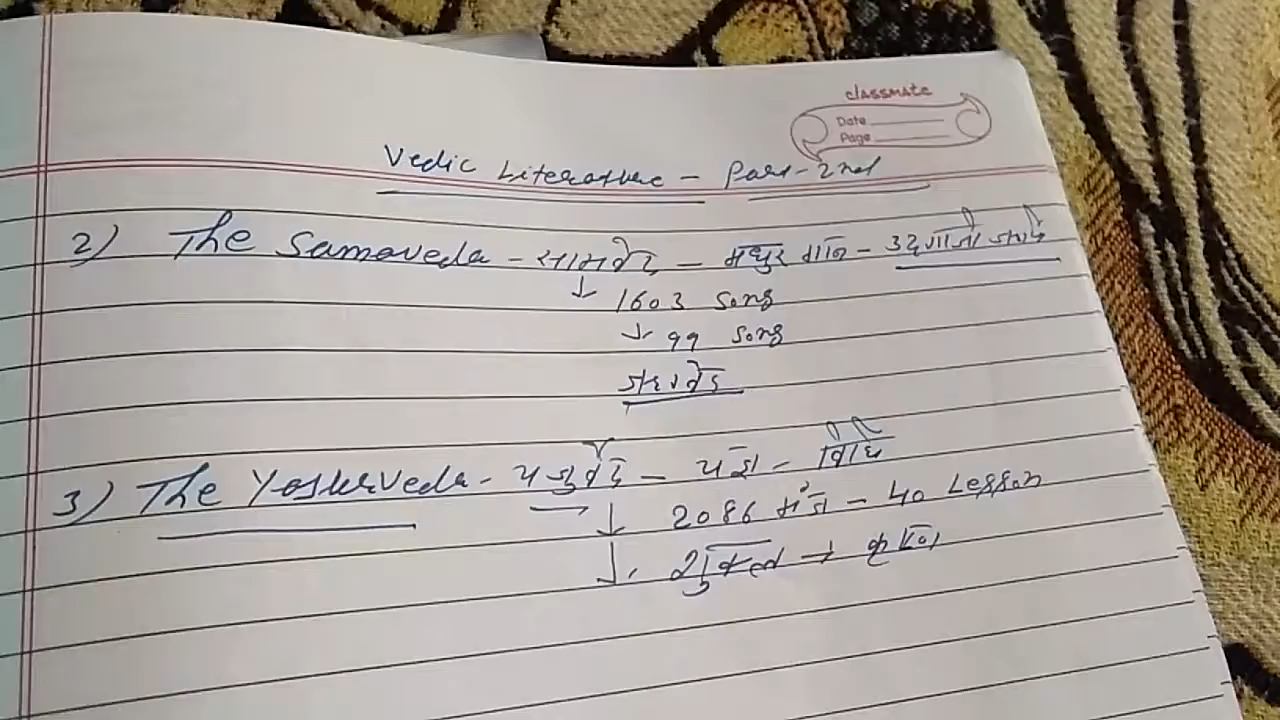 classmate
Date
Page
Vedic Literature - Part-2nd
2) The Samaveda - सामवेद - मधुर गान - उद्गाता
↓ 1603 Song
↓ 99 Song
ऋग्वेद
3) The Yajurveda - यजुर्वेद - यज्ञ - विधि
↓ 2086 मंत्र - 40 Lesson
↓ शुक्ल → कृष्ण